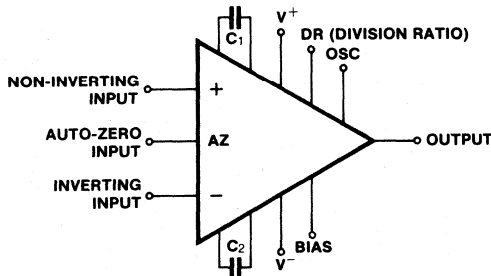 C1
V+
DR (DIVISION RATIO)
OSC
NON-INVERTING
INPUT
+
AUTO-ZERO
INPUT
AZ
OUTPUT
INVERTING
INPUT
−
C2
V−
BIAS